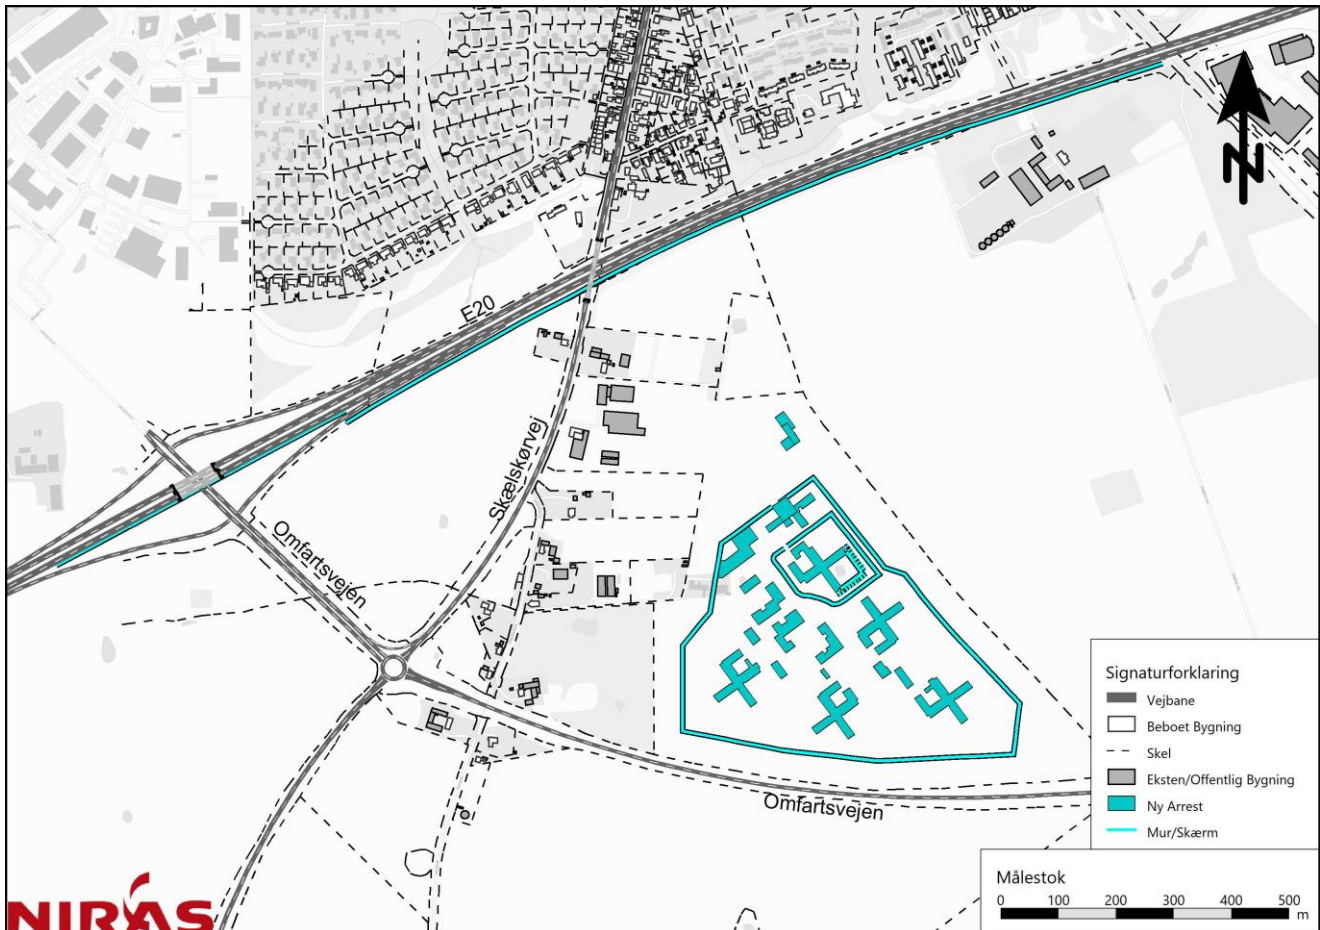 N
E20
Skælskørvej
Omfartsvejen
Omfartsvejen
Signaturforklaring
Vejbane
Beboet Bygning
Skel
Eksten/Offentlig Bygning
Ny Arrest
Mur/Skærm
Målestok
0 100 200 300 400 500
m
NIRAS